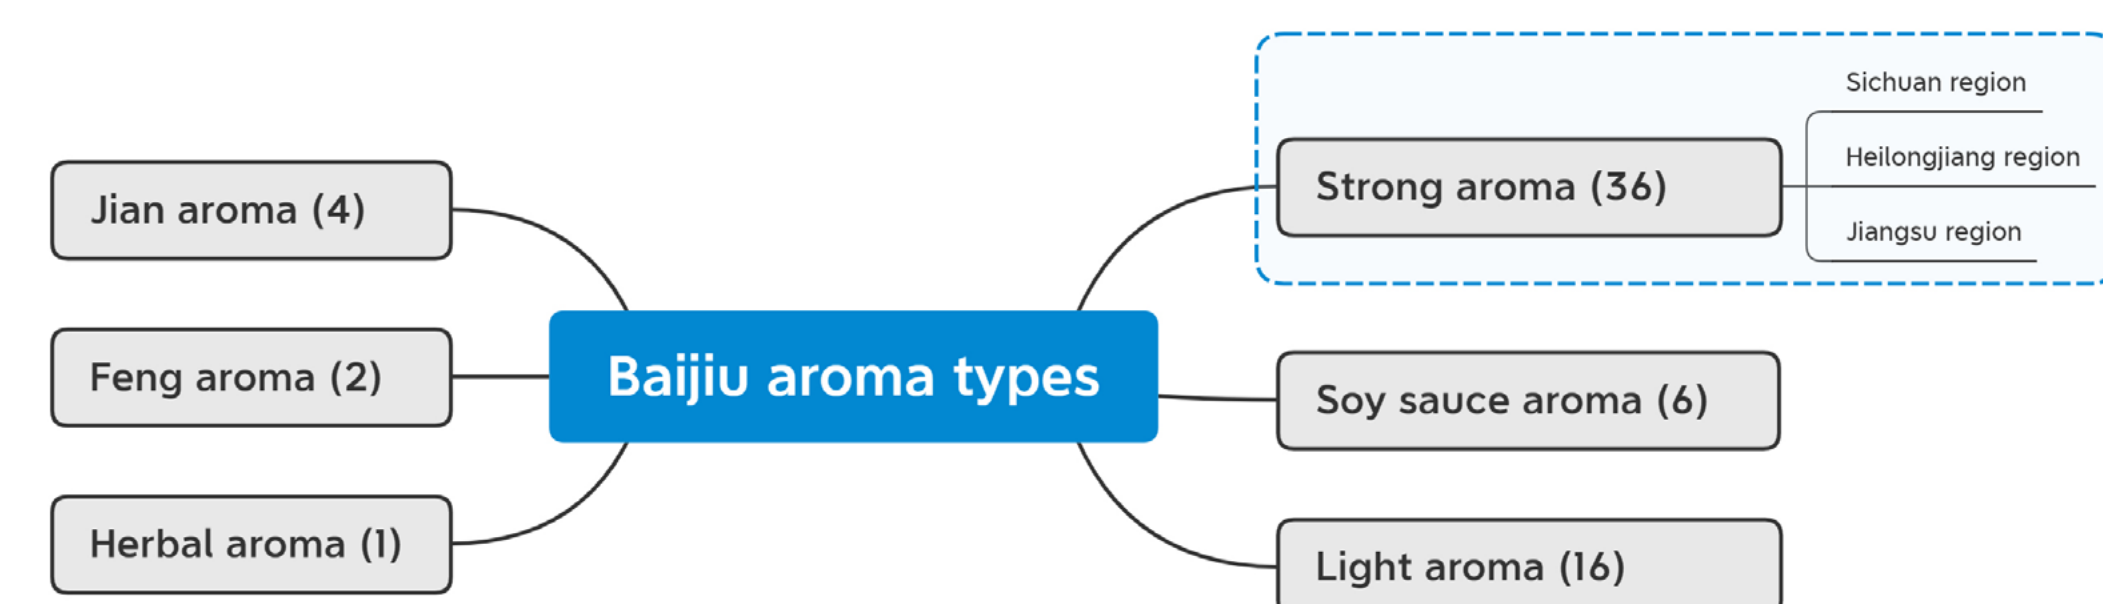 Sichuan region
Heilongjiang region
Jiangsu region
Strong aroma (36)
Jian aroma (4)
Feng aroma (2)
Baijiu aroma types
Soy sauce aroma (6)
Herbal aroma (1)
Light aroma (16)